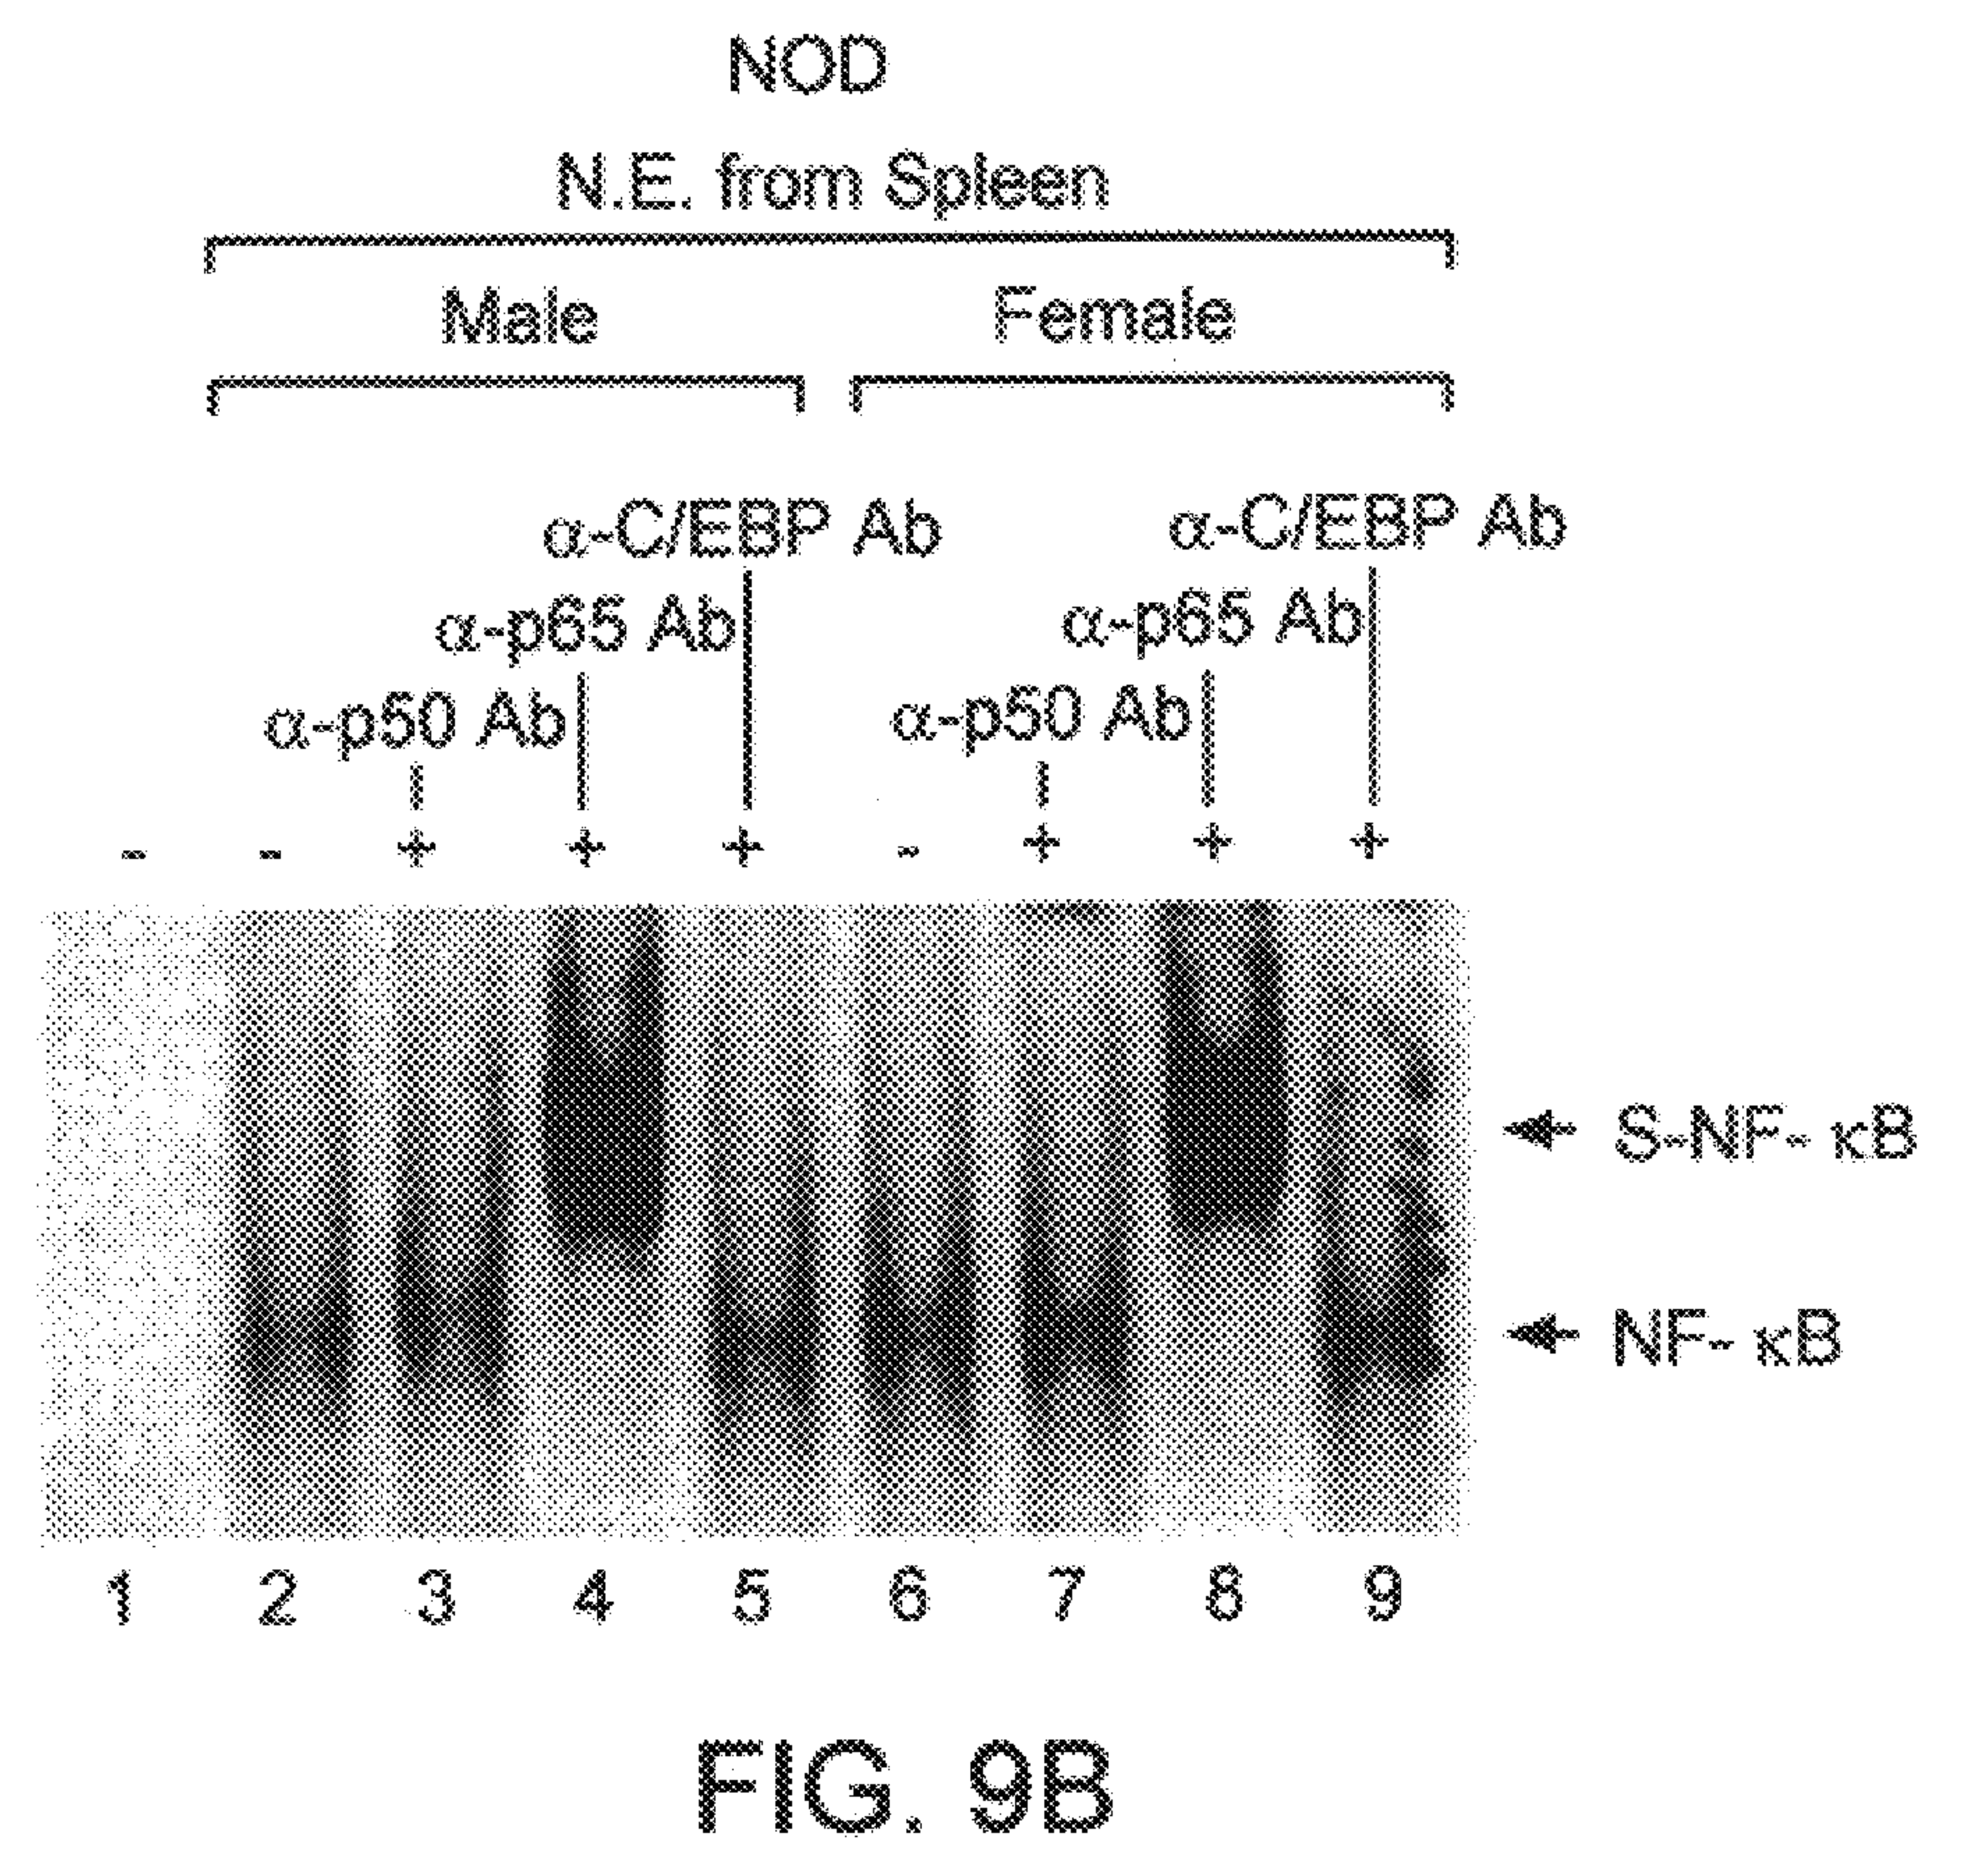 NOD
N.E. from Spleen
Male Female
α-C/EBP Ab α-C/EBP Ab
α-p65 Ab α-p65 Ab
α-p50 Ab α-p50 Ab
- - + + + - + + +
S-NF-κB
NF-κB
1 2 3 4 5 6 7 8 9
FIG. 9B